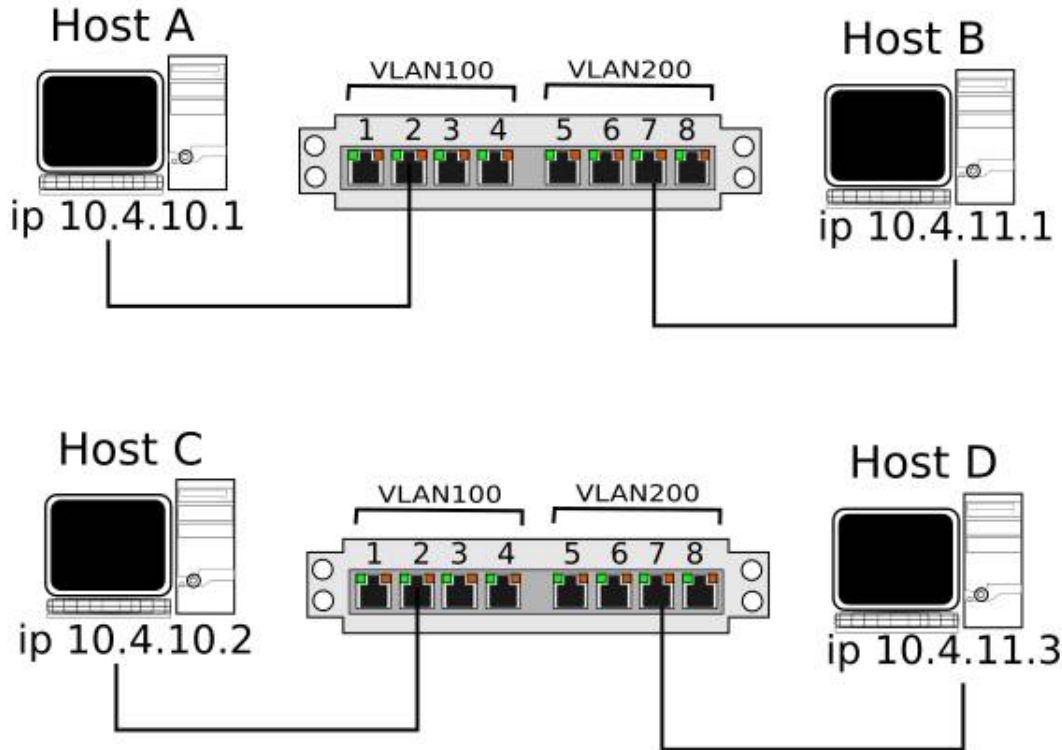 Host A
Host B
VLAN100 VLAN200
1 2 3 4 5 6 7 8
ip 10.4.10.1
ip 10.4.11.1
Host C
Host D
VLAN100 VLAN200
1 2 3 4 5 6 7 8
ip 10.4.10.2
ip 10.4.11.3